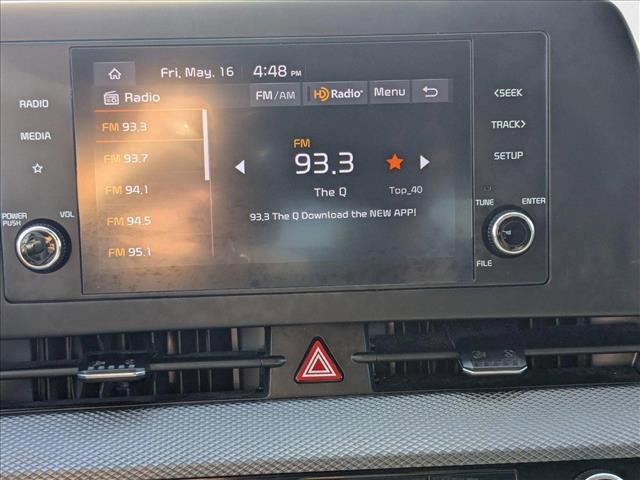 Fri, May. 16 4:48 PM
Radio FM/AM HD Radio® Menu
FM 93.3
FM 93.7
FM 94.1
FM 94.5
FM 95.1
FM
93.3
The Q Top_40
93.3 The Q Download the NEW APP!
RADIO
MEDIA
POWER
PUSH
VOL
<SEEK
TRACK>
SETUP
TUNE
ENTER
FILE